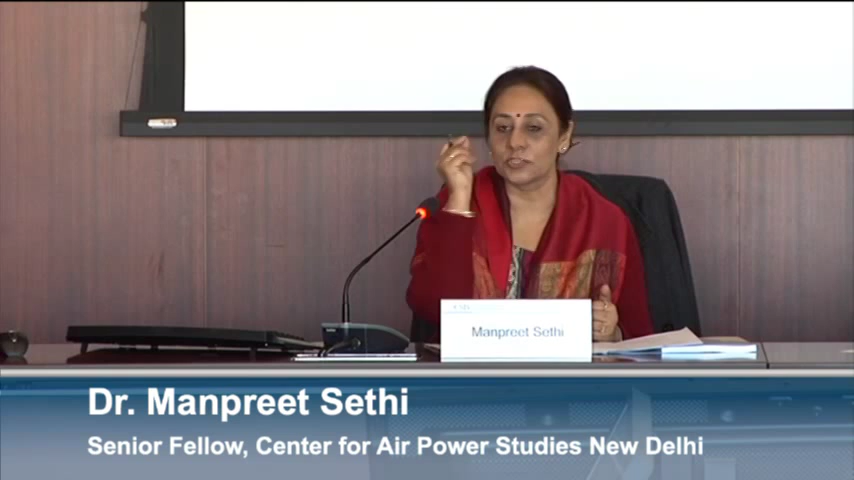 Manpreet Sethi
Dr. Manpreet Sethi
Senior Fellow, Center for Air Power Studies New Delhi